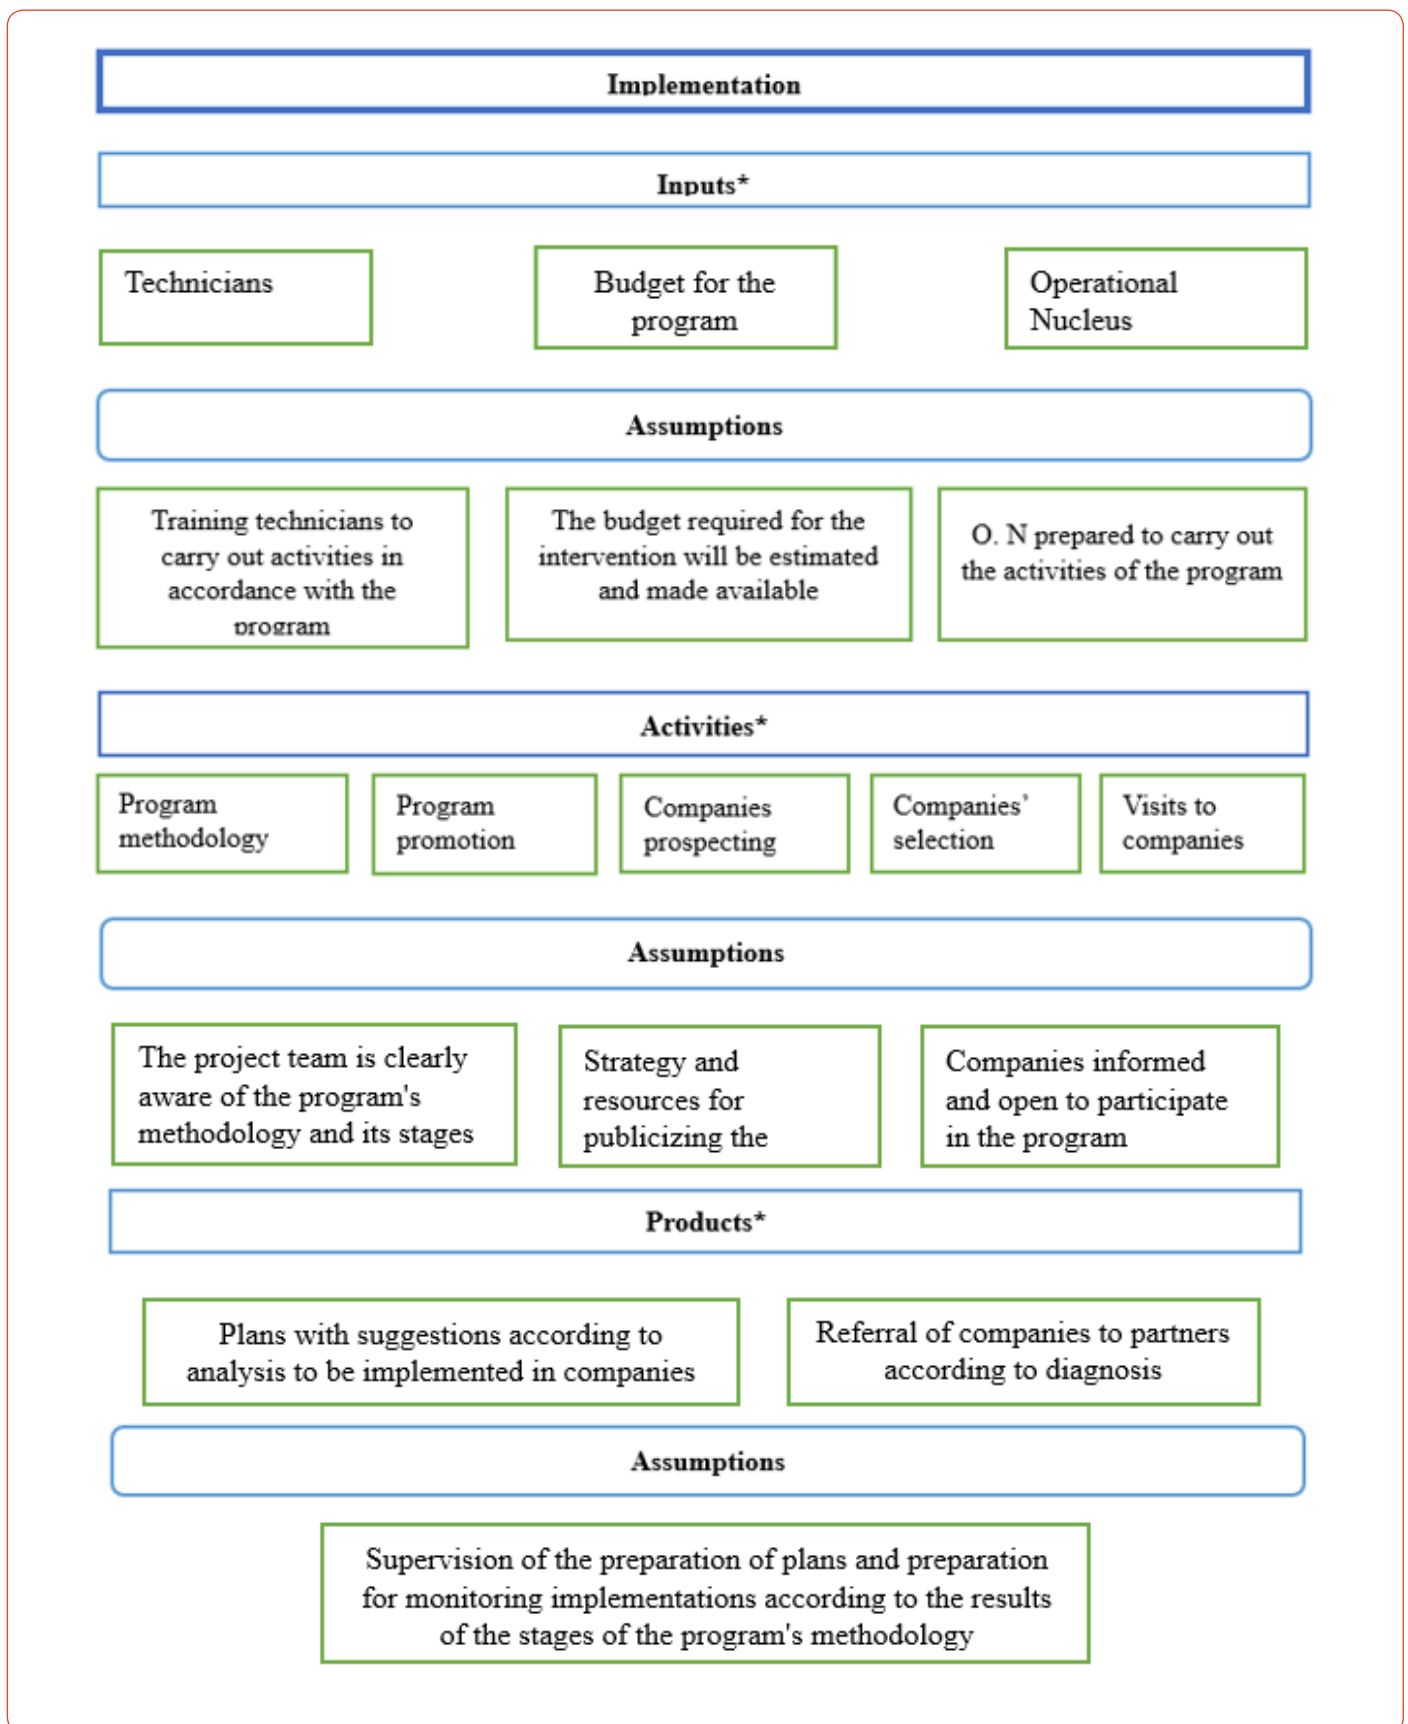 Implementation
Inputs*
Technicians
Budget for the
program
Operational
Nucleus
Assumptions
Training technicians to
carry out activities in
accordance with the
program
The budget required for the
intervention will be estimated
and made available
O. N prepared to carry out
the activities of the program
Activities*
Program
methodology
Program
promotion
Companies
prospecting
Companies’
selection
Visits to
companies
Assumptions
The project team is clearly
aware of the program's
methodology and its stages
Strategy and
resources for
publicizing the
Companies informed
and open to participate
in the program
Products*
Plans with suggestions according to
analysis to be implemented in companies
Referral of companies to partners
according to diagnosis
Assumptions
Supervision of the preparation of plans and preparation
for monitoring implementations according to the results
of the stages of the program's methodology